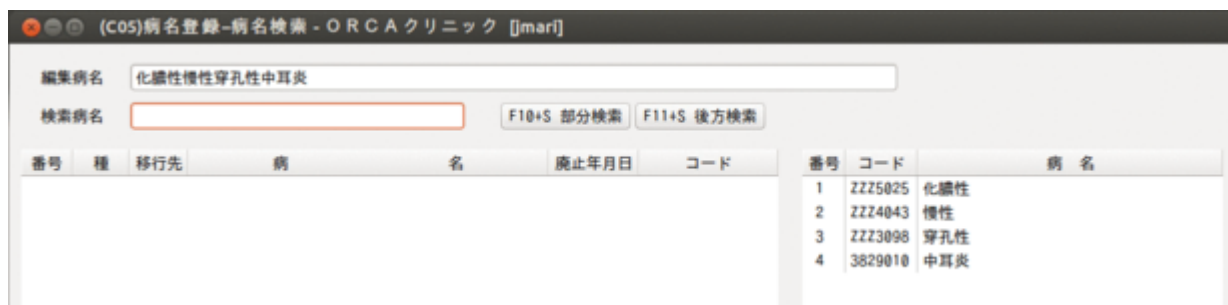 (C05)病名登録-病名検索 - ＯＲＣＡクリニック [jmari]
編集病名 化膿性慢性穿孔性中耳炎
検索病名 F10+S 部分検索 F11+S 後方検索
番号 種 移行先 病 名 廃止年月日 コード 番号 コード 病 名
1 ZZZ5025 化膿性
2 ZZZ4043 慢性
3 ZZZ3098 穿孔性
4 3829010 中耳炎